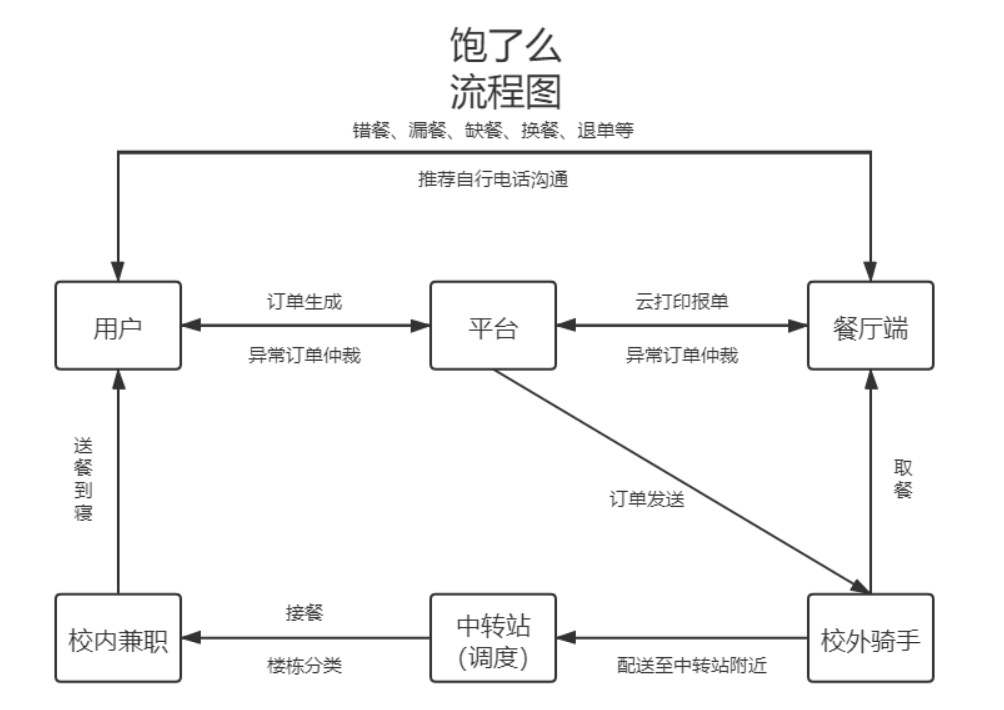 饱了么
流程图
错餐、漏餐、缺餐、换餐、退单等
推荐自行电话沟通
用户
订单生成
异常订单仲裁
平台
云打印报单
异常订单仲裁
餐厅端
送餐到寝
订单发送
取餐
校内兼职
接餐
楼栋分类
中转站
（调度）
配送至中转站附近
校外骑手